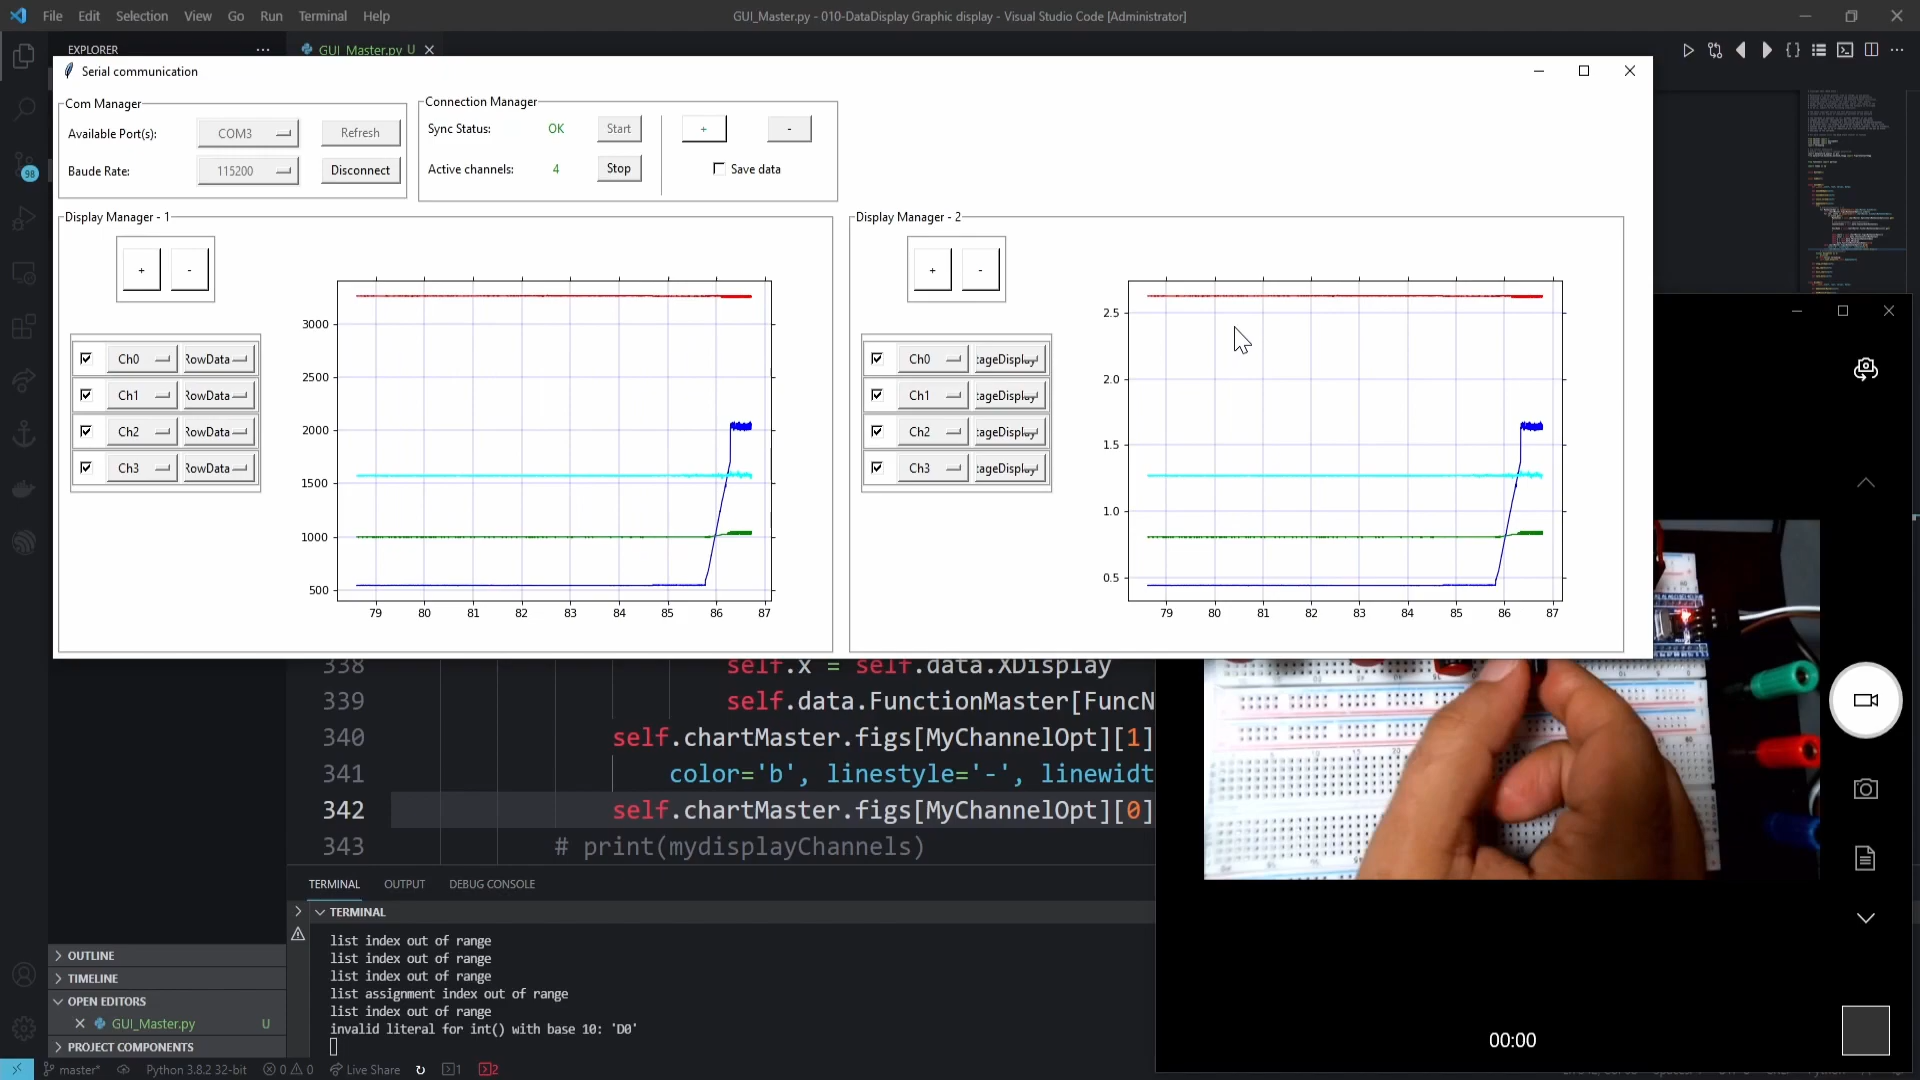 File Edit Selection View Go Run Terminal Help
GUI_Master.py - 010-DataDisplay Graphic display - Visual Studio Code [Administrator]
EXPLORER
GUI_Master.py U
Serial communication
Com Manager
Available Port(s): COM3 Refresh
Baude Rate: 115200 Disconnect
Connection Manager
Sync Status: OK Start + -
Active channels: 4 Stop Save data
98
Display Manager - 1
+ -
Ch0 RowData
Ch1 RowData
Ch2 RowData
Ch3 RowData
3000
2500
2000
1500
1000
500
79 80 81 82 83 84 85 86 87
Display Manager - 2
+ -
Ch0 tageDisplay
Ch1 tageDisplay
Ch2 tageDisplay
Ch3 tageDisplay
2.5
2.0
1.5
1.0
0.5
79 80 81 82 83 84 85 86 87
338 self.x = self.data.XDisplay
339 self.data.FunctionMaster[FuncN
340 self.chartMaster.figs[MyChannelOpt][1]
341 color='b', linestyle='-', linewidt
342 self.chartMaster.figs[MyChannelOpt][0]
343 # print(mydisplayChannels)
TERMINAL OUTPUT DEBUG CONSOLE
TERMINAL
list index out of range
list index out of range
list index out of range
list assignment index out of range
list index out of range
invalid literal for int() with base 10: 'D0'
OUTLINE
TIMELINE
OPEN EDITORS
GUI_Master.py U
PROJECT COMPONENTS
master* Python 3.8.2 32-bit 0 0 Live Share 1 2
00:00